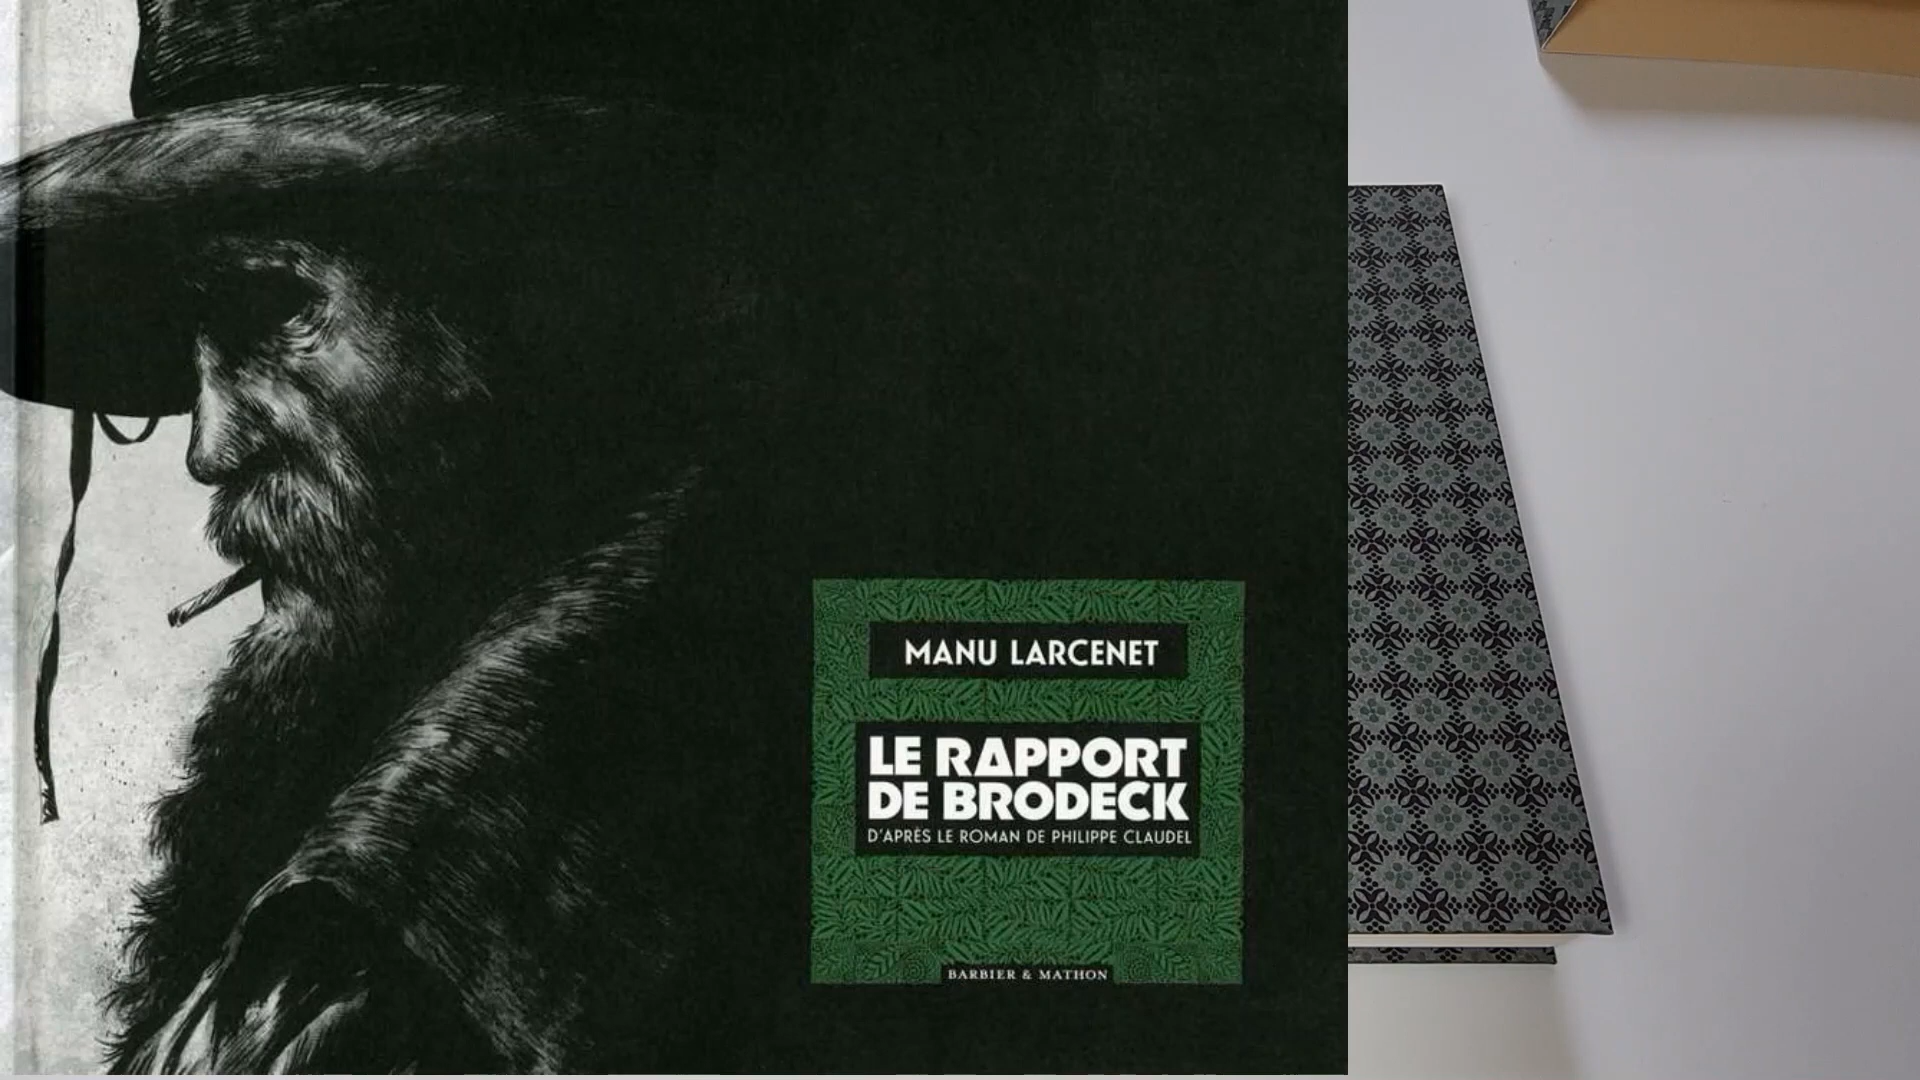 MANU LARCENET
LE RAPPORT
DE BRODECK
D'APRÈS LE ROMAN DE PHILIPPE CLAUDEL
BARBIER & MATHON